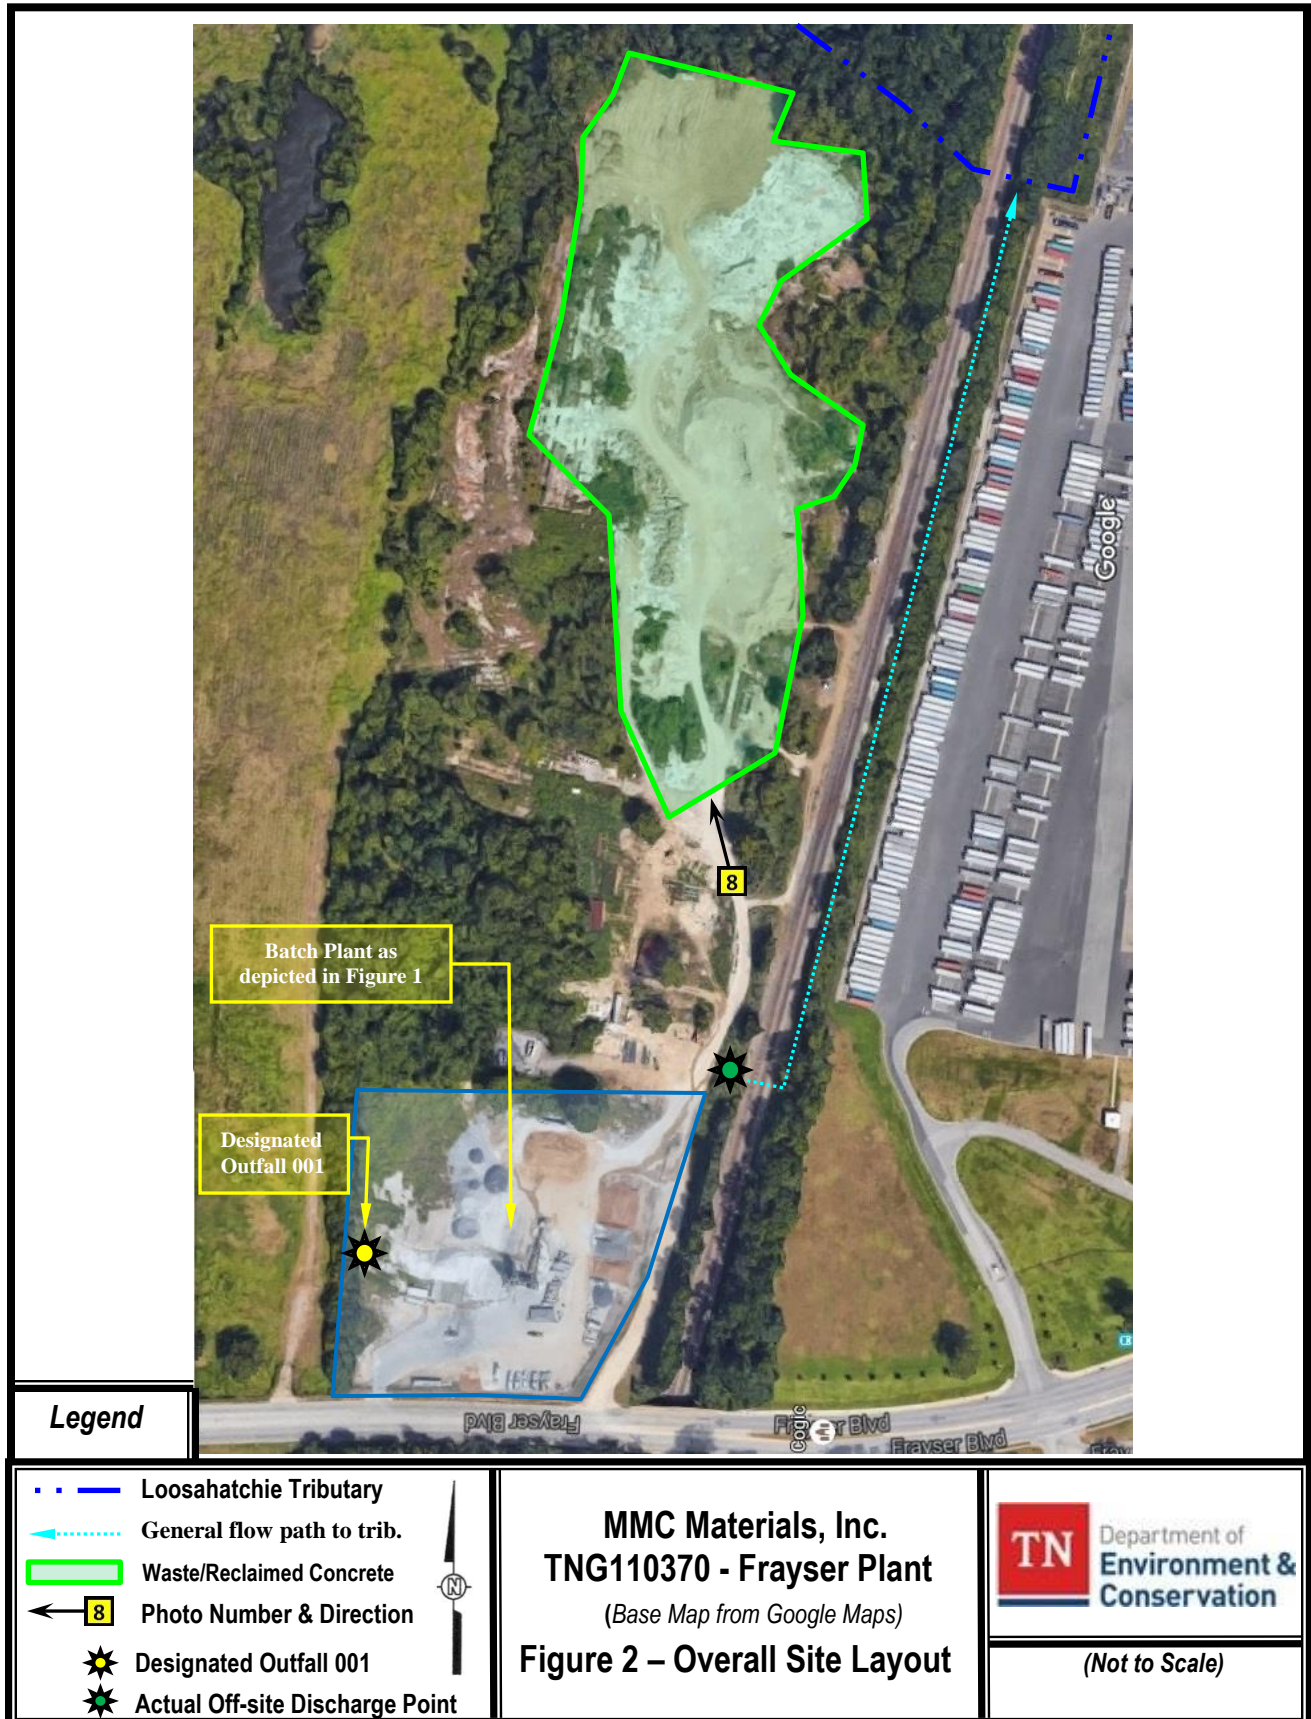 Google
8
Batch Plant as
depicted in Figure 1
Designated
Outfall 001
Frayser Blvd
Frayser Blvd
Frayser Blvd
cogic
Legend
Loosahatchie Tributary
General flow path to trib.
Waste/Reclaimed Concrete
8 Photo Number & Direction
Designated Outfall 001
Actual Off-site Discharge Point
N
MMC Materials, Inc.
TNG110370 - Frayser Plant
(Base Map from Google Maps)
Figure 2 – Overall Site Layout
TN
Department of
Environment &
Conservation
(Not to Scale)